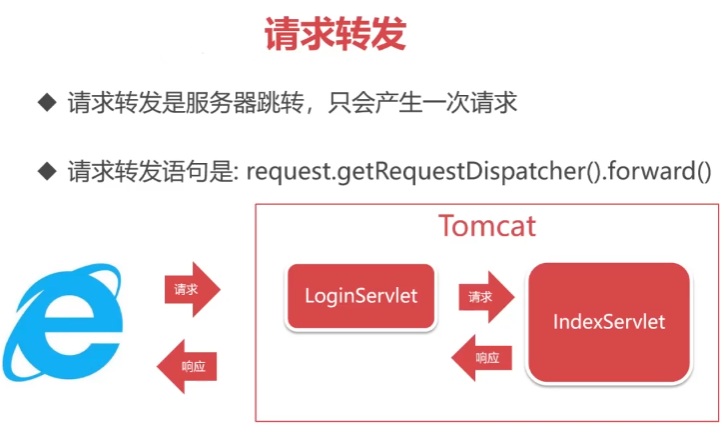 请求转发
◆ 请求转发是服务器跳转，只会产生一次请求
◆ 请求转发语句是: request.getRequestDispatcher().forward()
Tomcat
请求
LoginServlet
请求
IndexServlet
响应
响应